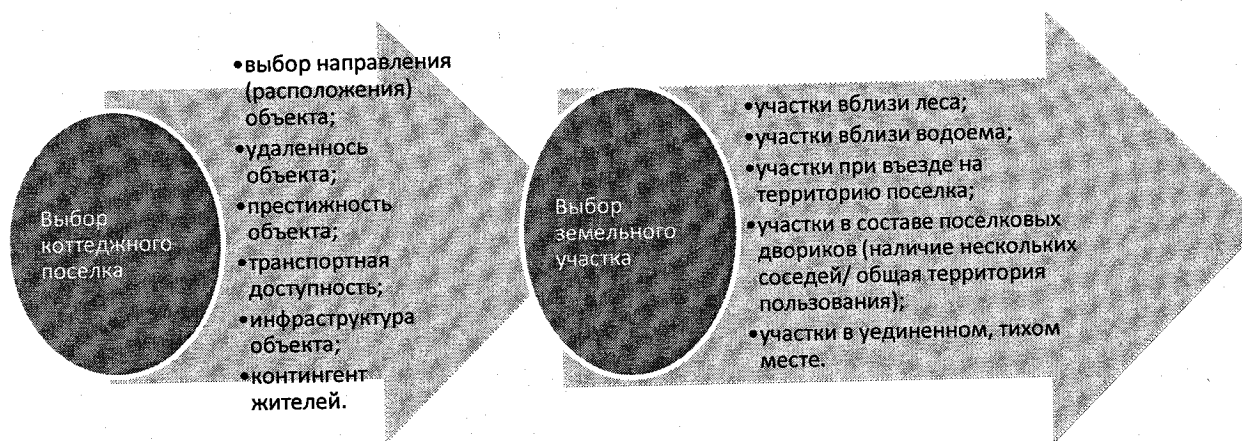 Выбор
коттеджного
поселка
•выбор направления
(расположения)
объекта;
•удаленнось
объекта;
•престижность
объекта;
•транспортная
доступность;
•инфраструктура
объекта;
•контингент
жителей.
Выбор
земельного
участка
•участки вблизи леса;
•участки вблизи водоема;
•участки при въезде на
территорию поселка;
•участки в составе поселковых
двориков (наличие нескольких
соседей/ общая территория
пользования);
•участки в уединенном, тихом
месте.